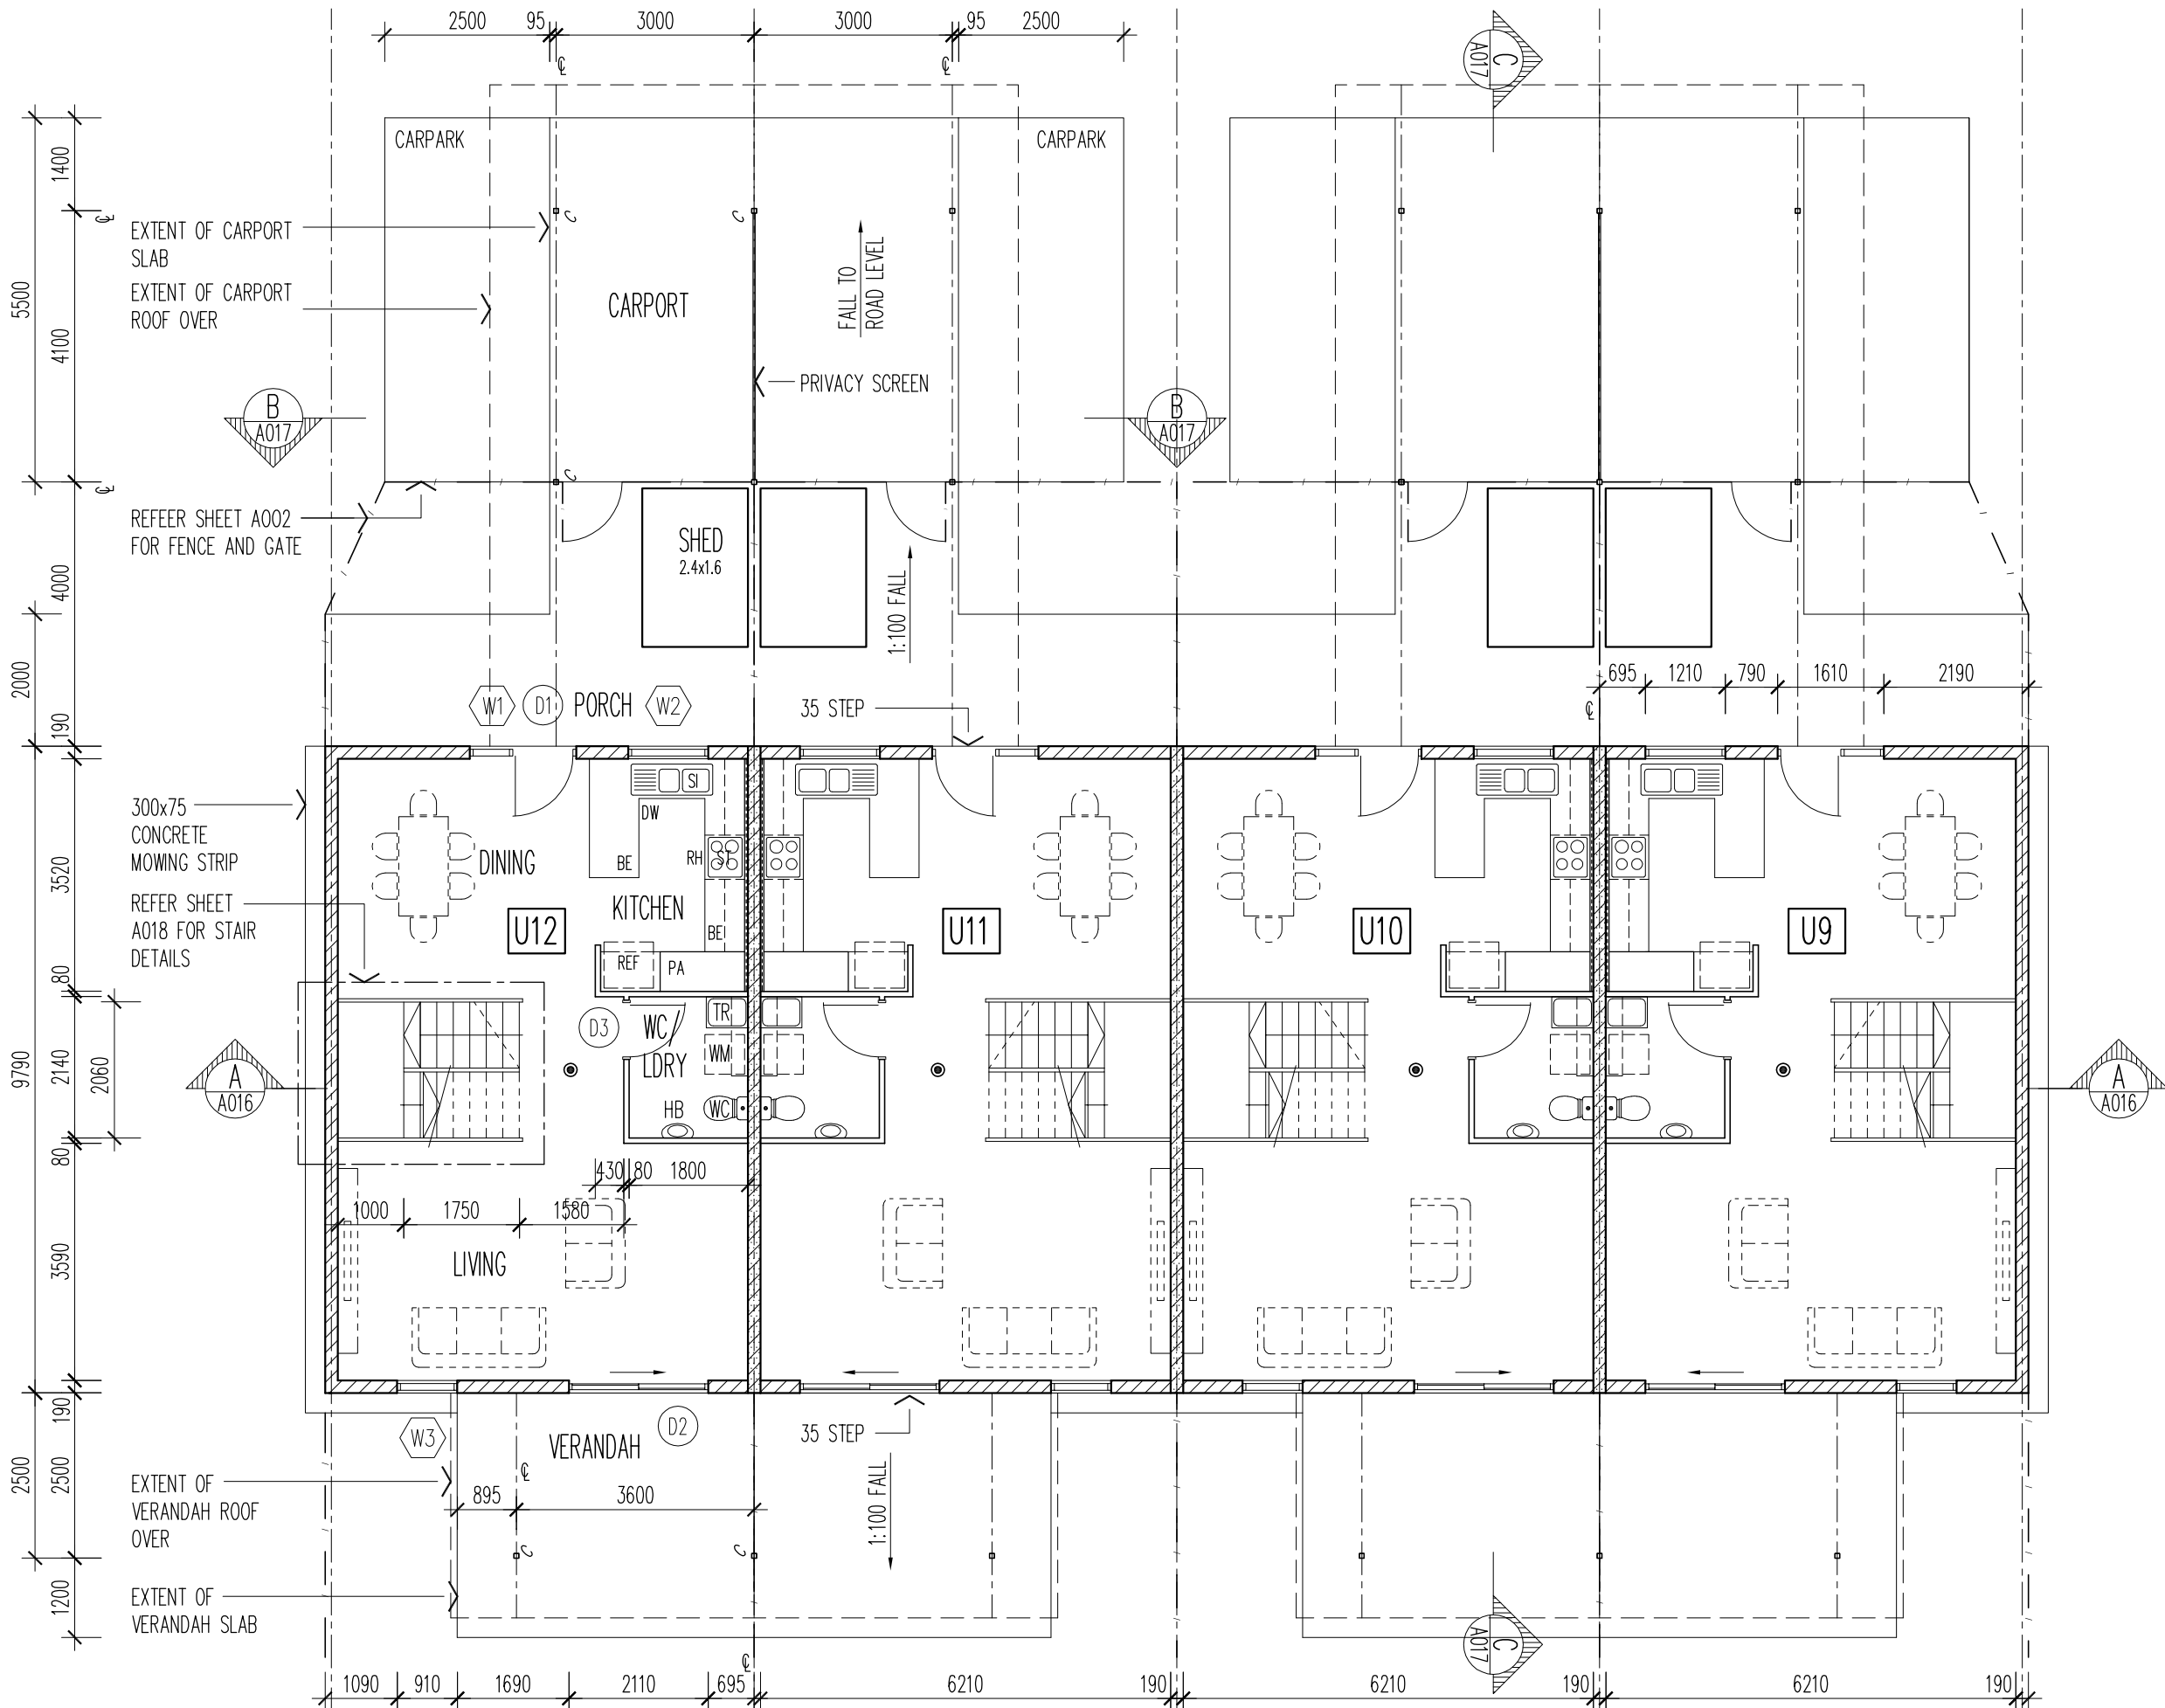 2500 95 3000 3000 95 2500
C A017
CARPARK CARPARK
1400
EXTENT OF CARPORT
SLAB
EXTENT OF CARPORT
ROOF OVER
CARPORT
FALL TO
ROAD LEVEL
5500
4100
PRIVACY SCREEN
B A017
B A017
REFEER SHEET A002
FOR FENCE AND GATE
SHED
2.4x1.6
4000
1:100 FALL
2000
190
W1 D1 PORCH W2
35 STEP
695 1210 790 1610 2190
300x75
CONCRETE
MOWING STRIP
SI
DW
BE
RH ST
DINING
KITCHEN
3520
REFER SHEET
A018 FOR STAIR
DETAILS
U12 U11 U10 U9
BE
REF PA
80
D3
WC/
LDRY
TR
WM
9790
2140
2060
A A016
A A016
HB WC
80
430 80 1800
1000 1750 1580
3590
LIVING
190
W3 VERANDAH D2
35 STEP
2500
2500
EXTENT OF
VERANDAH ROOF
OVER
895 3600
1:100 FALL
C C
1200
EXTENT OF
VERANDAH SLAB
C A017
1090 910 1690 2110 695 6210 190 6210 190 6210 190